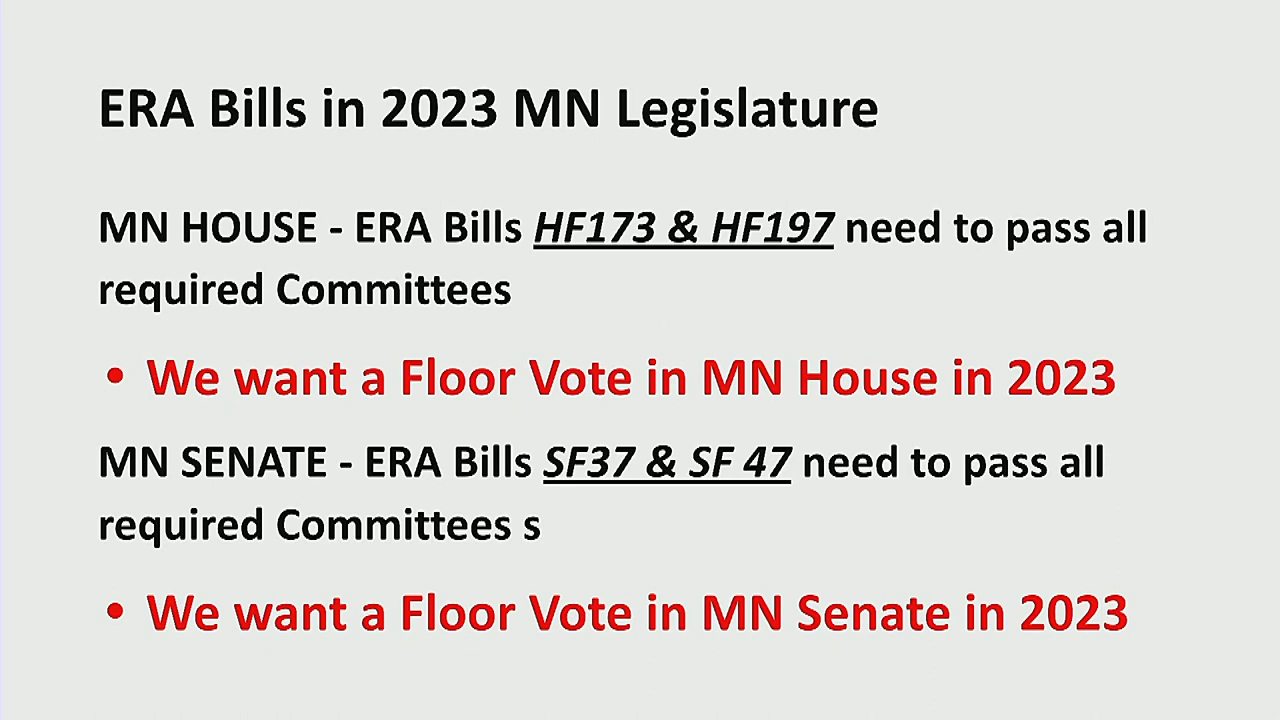 ERA Bills in 2023 MN Legislature
MN HOUSE - ERA Bills HF173 & HF197 need to pass all
required Committees
• We want a Floor Vote in MN House in 2023
MN SENATE - ERA Bills SF37 & SF 47 need to pass all
required Committees s
• We want a Floor Vote in MN Senate in 2023